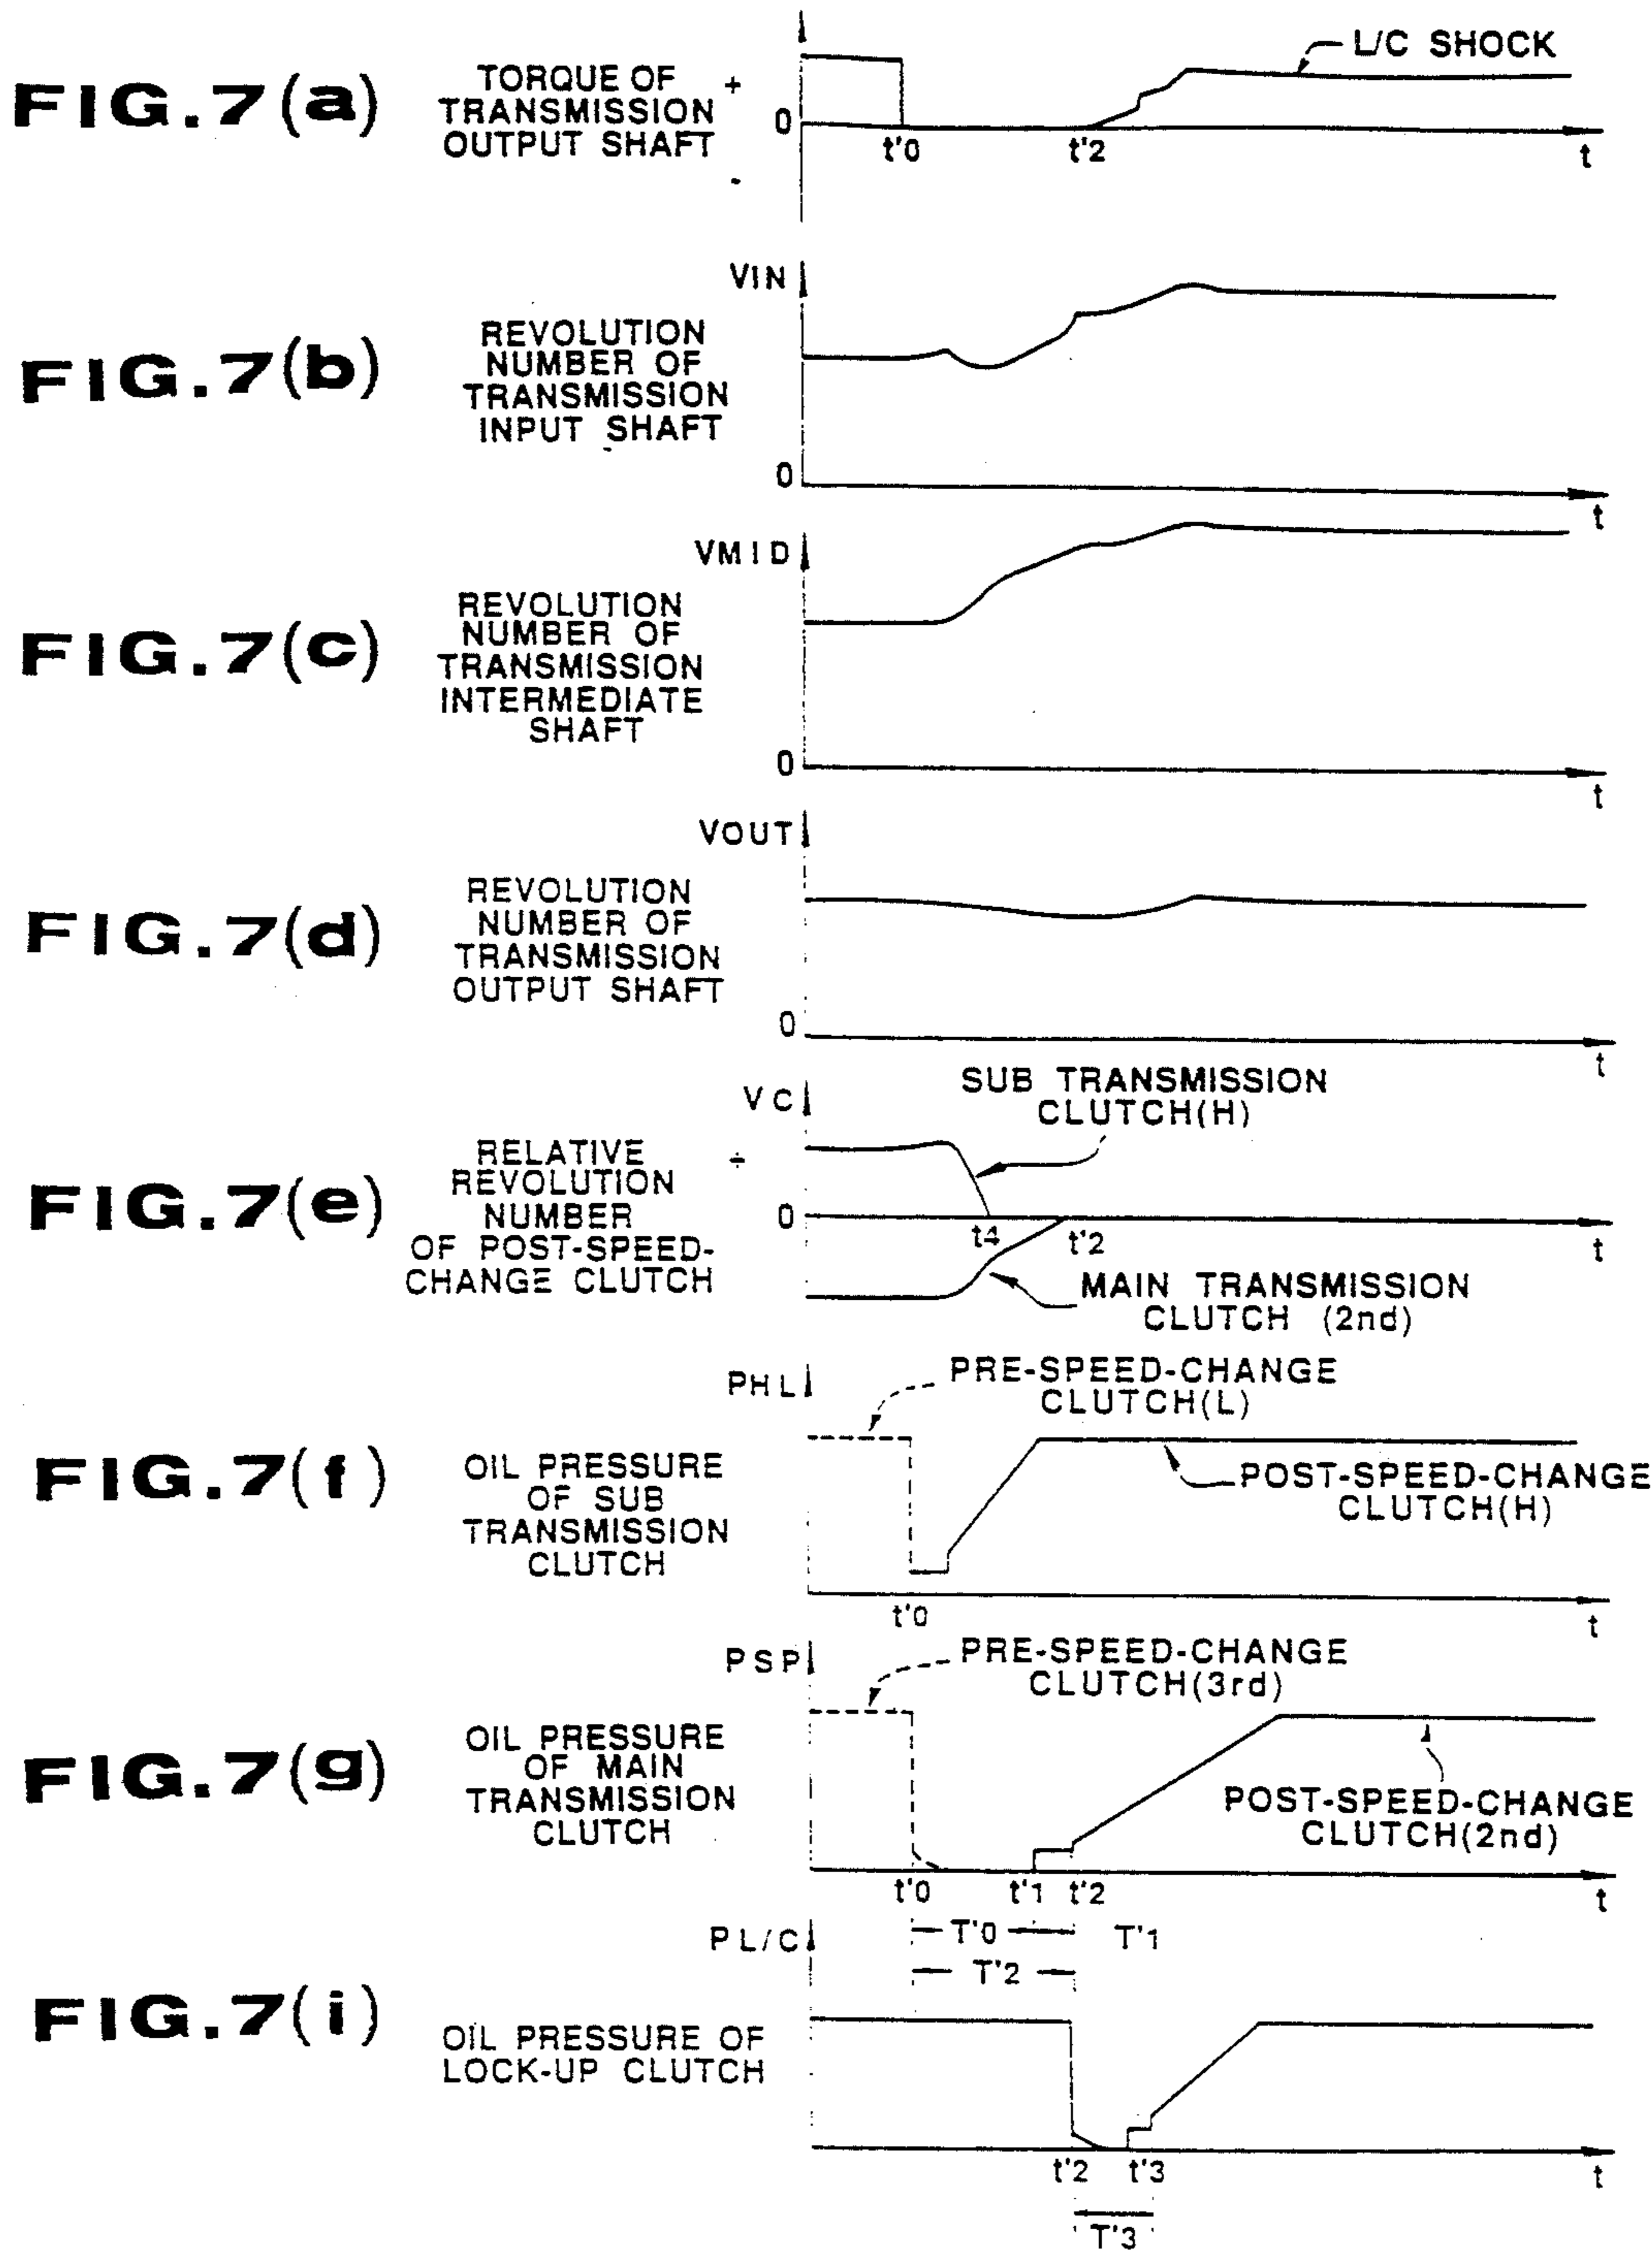 FIG.7(a)
TORQUE OF
TRANSMISSION
OUTPUT SHAFT
+
0
-
t'0
t'2
t
L/C SHOCK
FIG.7(b)
VIN
REVOLUTION
NUMBER OF
TRANSMISSION
INPUT SHAFT
0
t
FIG.7(c)
VMID
REVOLUTION
NUMBER OF
TRANSMISSION
INTERMEDIATE
SHAFT
0
t
FIG.7(d)
VOUT
REVOLUTION
NUMBER OF
TRANSMISSION
OUTPUT SHAFT
0
t
FIG.7(e)
VC
RELATIVE
REVOLUTION
NUMBER
OF POST-SPEED-
CHANGE CLUTCH
+
0
SUB TRANSMISSION
CLUTCH(H)
t4
t'2
t
MAIN TRANSMISSION
CLUTCH (2nd)
FIG.7(f)
PHL
OIL PRESSURE
OF SUB
TRANSMISSION
CLUTCH
PRE-SPEED-CHANGE
CLUTCH(L)
POST-SPEED-CHANGE
CLUTCH(H)
t'0
t
FIG.7(g)
PSP
OIL PRESSURE
OF MAIN
TRANSMISSION
CLUTCH
PRE-SPEED-CHANGE
CLUTCH(3rd)
POST-SPEED-CHANGE
CLUTCH(2nd)
t'0
t'1
t'2
t
T'0
T'1
T'2
FIG.7(i)
PL/C
OIL PRESSURE OF
LOCK-UP CLUTCH
t'2
t'3
t
T'3